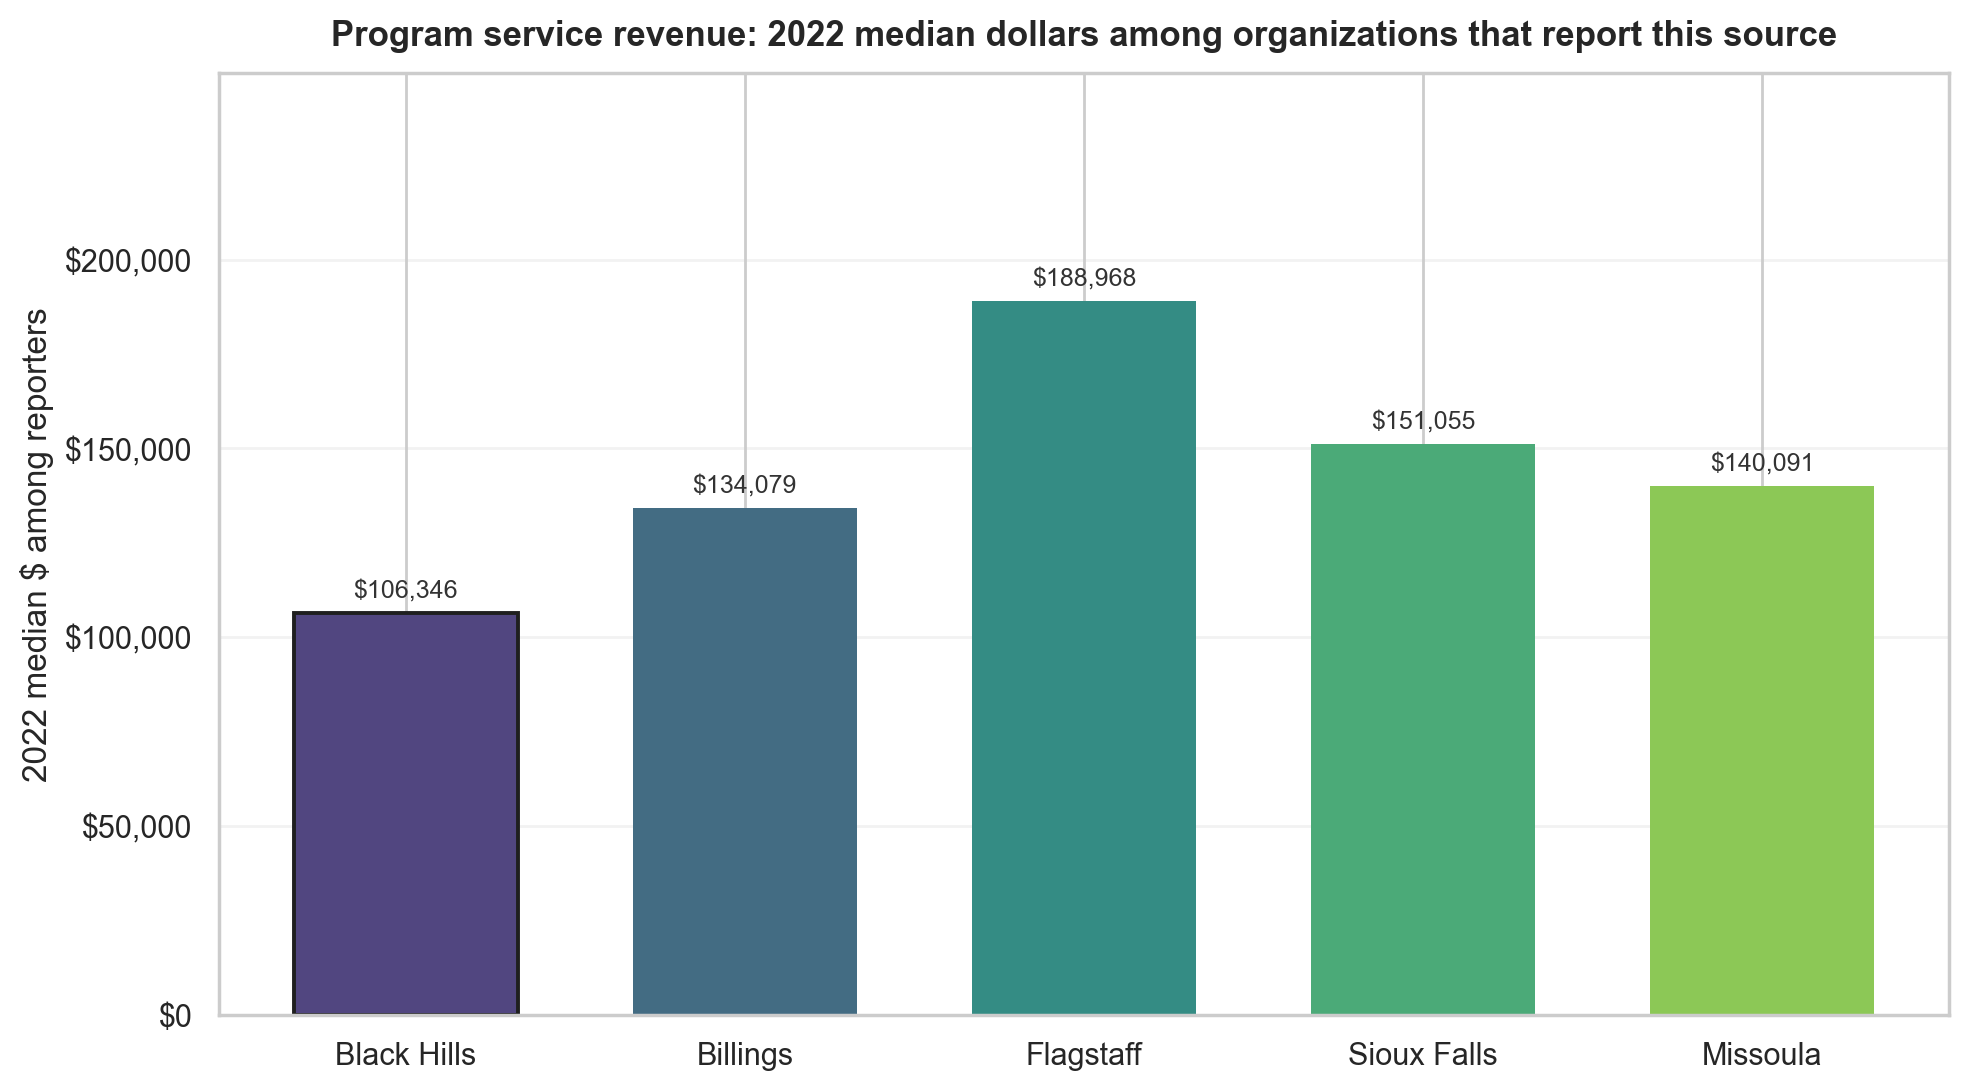 Program service revenue: 2022 median dollars among organizations that report this source
2022 median $ among reporters
$200,000
$150,000
$100,000
$50,000
$0
$106,346
$134,079
$188,968
$151,055
$140,091
Black Hills
Billings
Flagstaff
Sioux Falls
Missoula